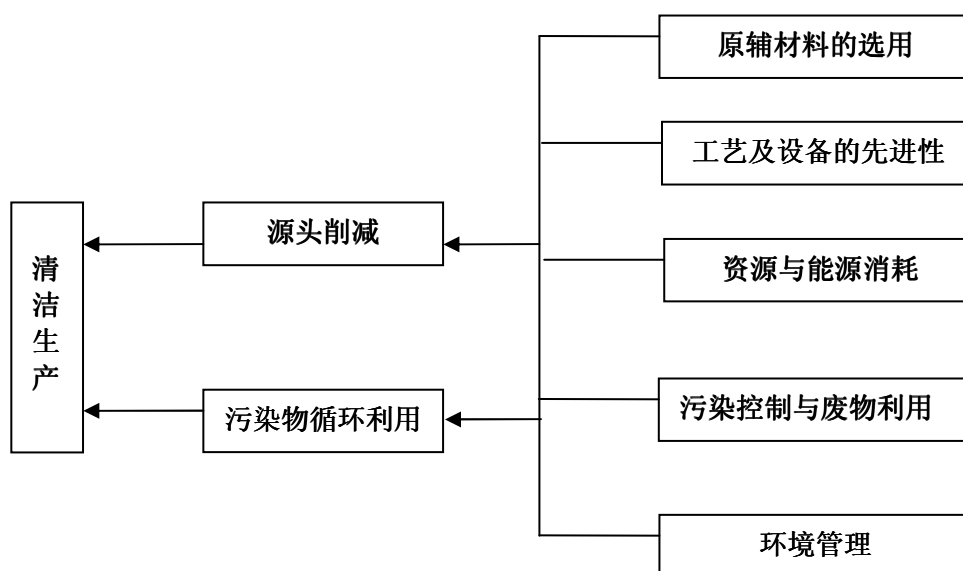 原辅材料的选用
工艺及设备的先进性
源头削减
资源与能源消耗
清洁生产
污染物循环利用
污染控制与废物利用
环境管理